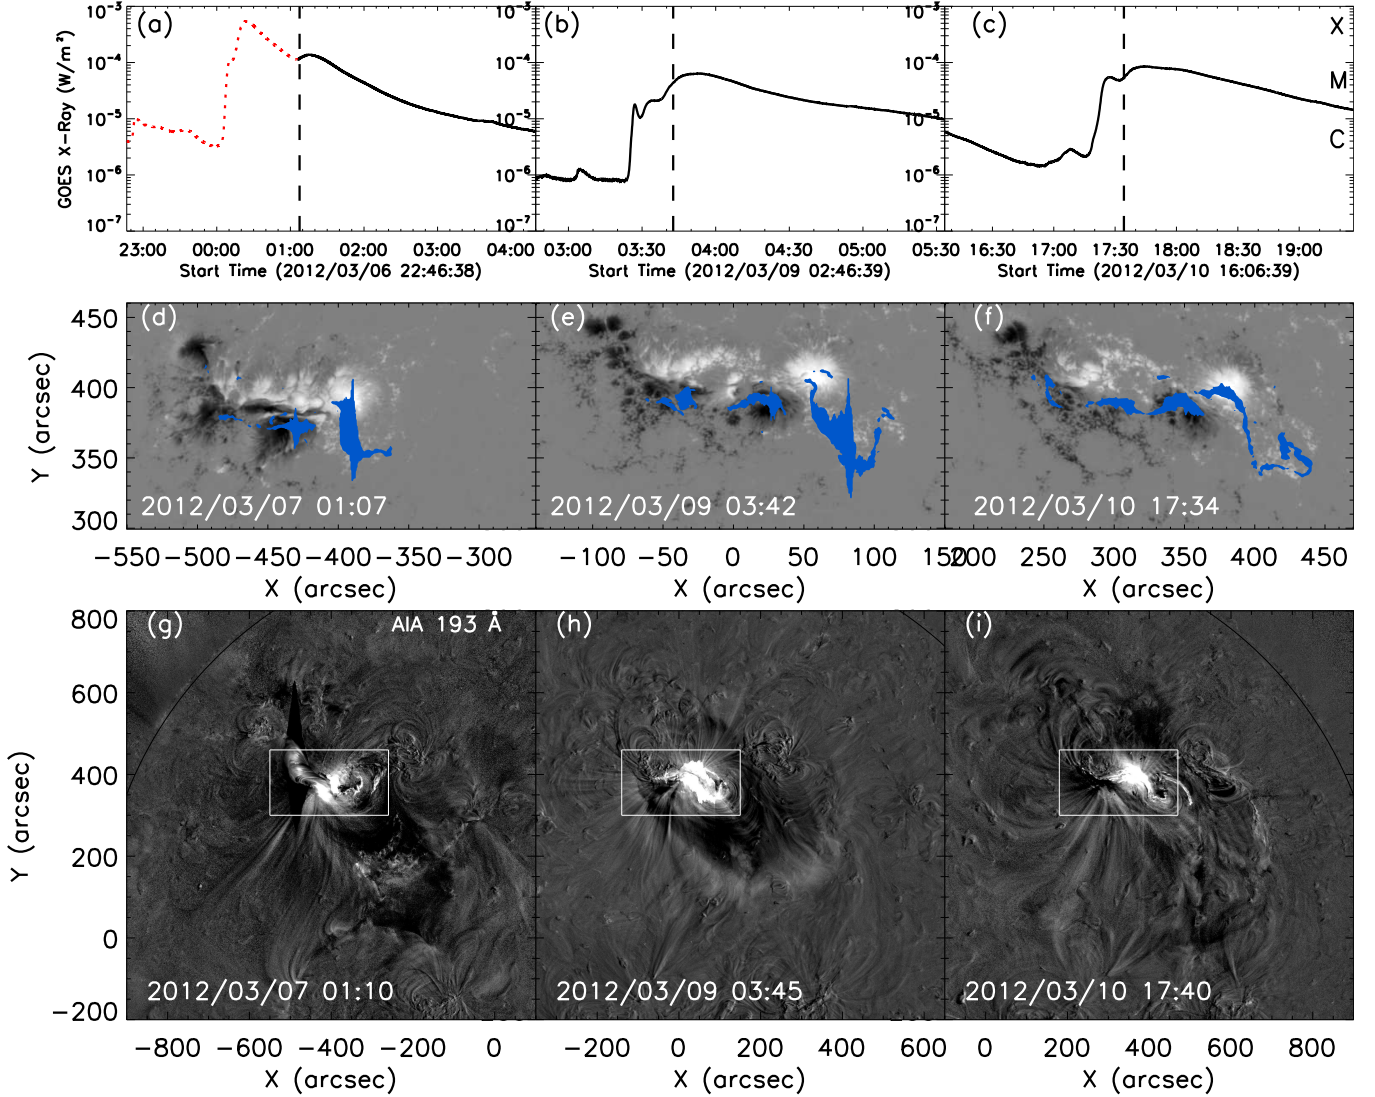 (a) (b) (c) X
M
C
GOES X-Ray (W/m²)
10⁻³ 10⁻³ 10⁻³
10⁻⁴ 10⁻⁴ 10⁻⁴
10⁻⁵ 10⁻⁵ 10⁻⁵
10⁻⁶ 10⁻⁶ 10⁻⁶
10⁻⁷ 10⁻⁷ 10⁻⁷
23:00 00:00 01:00 02:00 03:00 04:00 03:00 03:30 04:00 04:30 05:00 05:30 16:30 17:00 17:30 18:00 18:30 19:00
Start Time (2012/03/06 22:46:38) Start Time (2012/03/09 02:46:39) Start Time (2012/03/10 16:06:39)
(d) (e) (f)
Y (arcsec)
450
400
350
300
2012/03/07 01:07 2012/03/09 03:42 2012/03/10 17:34
−550 −500 −450 −400 −350 −300 −100 −50 0 50 100 150 200 250 300 350 400 450
X (arcsec) X (arcsec) X (arcsec)
(g) AIA 193 Å (h) (i)
Y (arcsec)
800
600
400
200
0
−200
2012/03/07 01:10 2012/03/09 03:45 2012/03/10 17:40
−800 −600 −400 −200 0 −200 0 200 400 600 0 200 400 600 800
X (arcsec) X (arcsec) X (arcsec)